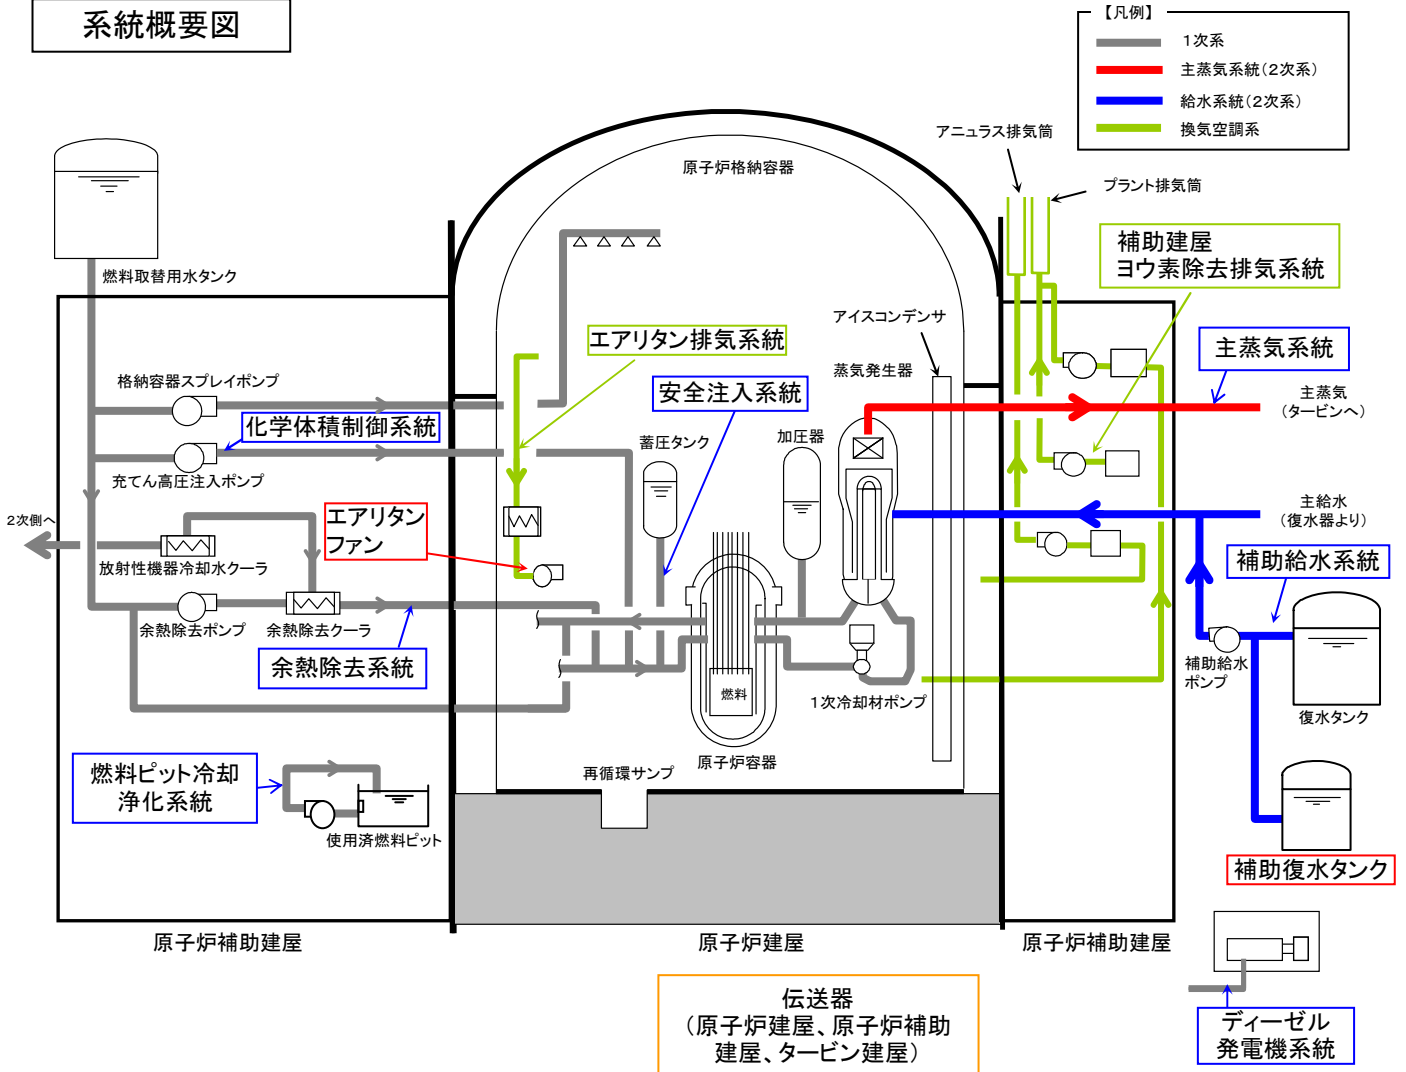 系統概要図
【凡例】
1次系
主蒸気系統(2次系)
給水系統(2次系)
換気空調系
アニュラス排気筒
プラント排気筒
原子炉格納容器
補助建屋
ヨウ素除去排気系統
燃料取替用水タンク
アイスコンデンサ
エアリタン排気系統
主蒸気系統
蒸気発生器
格納容器スプレイポンプ
安全注入系統
主蒸気
(タービンへ)
化学体積制御系統
蓄圧タンク
加圧器
充てん高圧注入ポンプ
エアリタン
ファン
2次側へ
主給水
(復水器より)
放射性機器冷却水クーラ
補助給水系統
余熱除去ポンプ
余熱除去クーラ
余熱除去系統
補助給水
ポンプ
燃料
1次冷却材ポンプ
復水タンク
原子炉容器
再循環サンプ
燃料ピット冷却
浄化系統
使用済燃料ピット
補助復水タンク
原子炉補助建屋
原子炉建屋
原子炉補助建屋
伝送器
(原子炉建屋、原子炉補助
建屋、タービン建屋)
ディーゼル
発電機系統